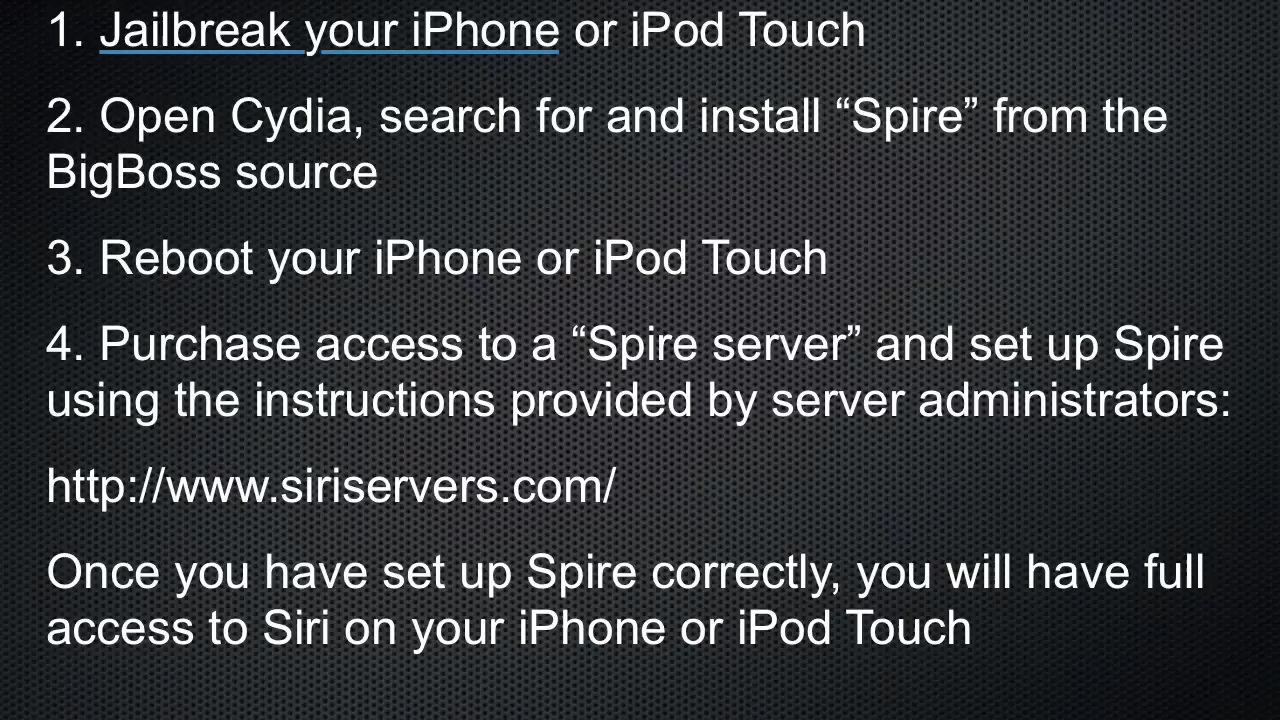 1. Jailbreak your iPhone or iPod Touch
2. Open Cydia, search for and install “Spire” from the
BigBoss source
3. Reboot your iPhone or iPod Touch
4. Purchase access to a “Spire server” and set up Spire
using the instructions provided by server administrators:
http://www.siriservers.com/
Once you have set up Spire correctly, you will have full
access to Siri on your iPhone or iPod Touch